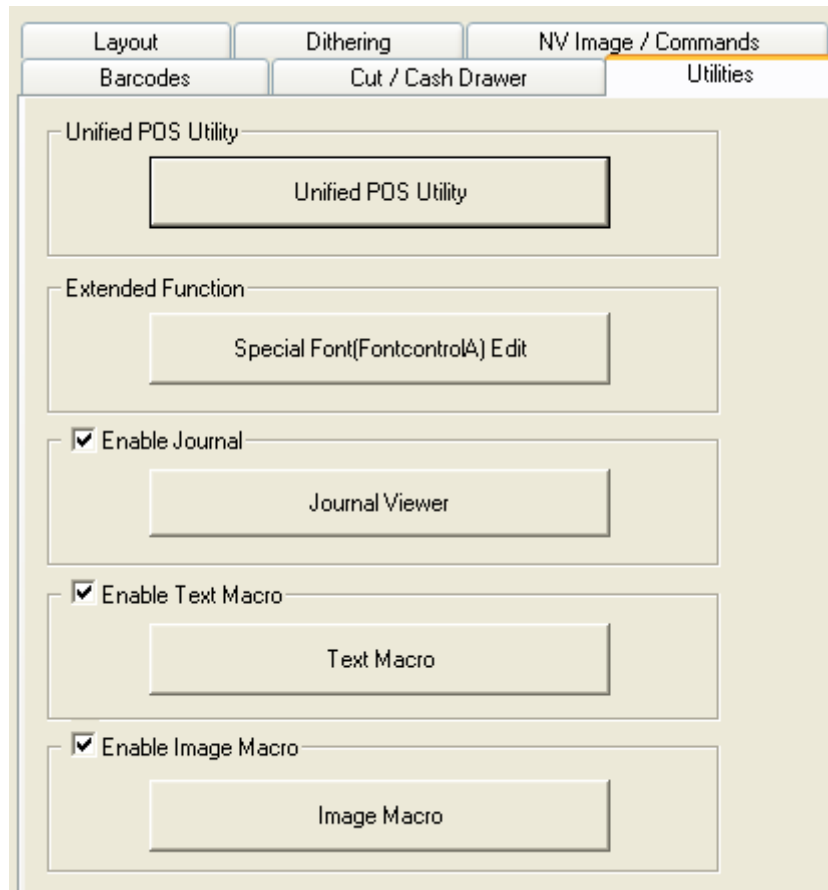 Layout Dithering NV Image / Commands
Barcodes Cut / Cash Drawer Utilities
Unified POS Utility
Unified POS Utility
Extended Function
Special Font(FontcontrolA) Edit
Enable Journal
Journal Viewer
Enable Text Macro
Text Macro
Enable Image Macro
Image Macro